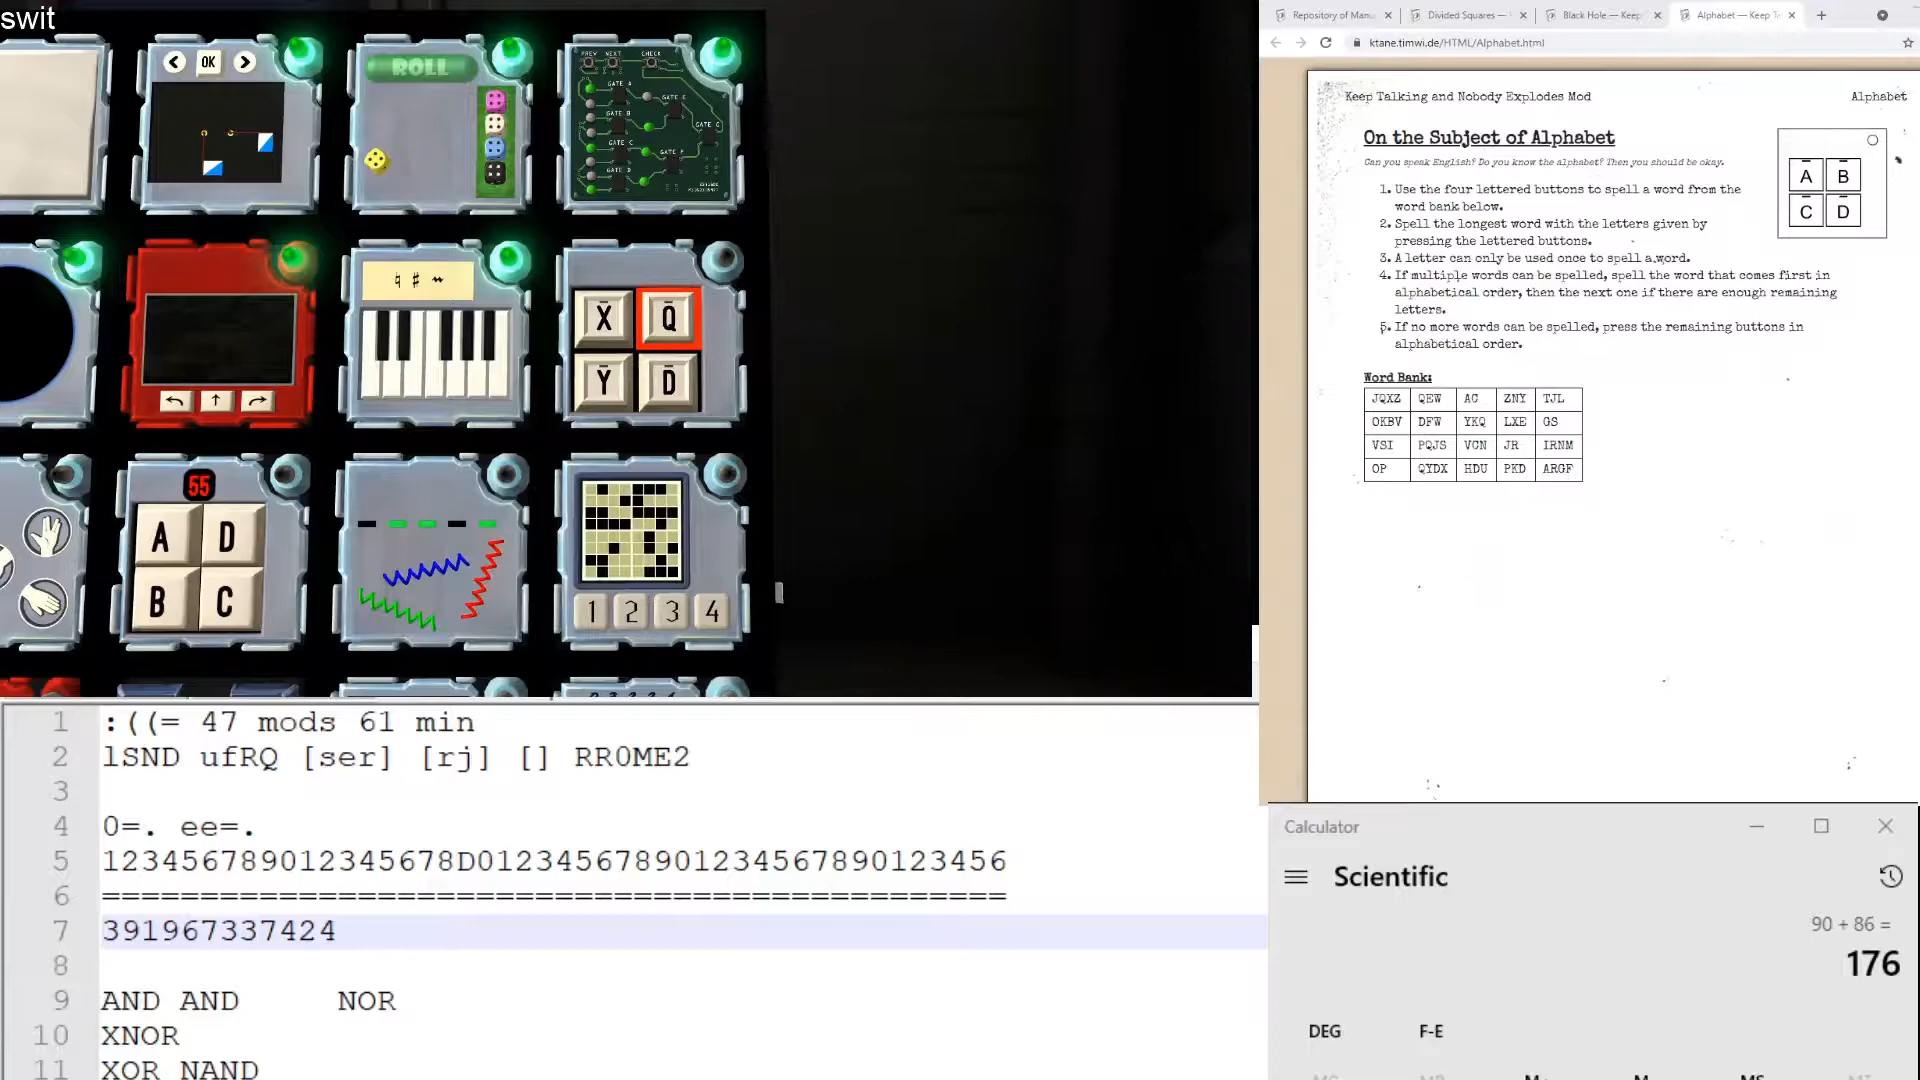 swit
OK
ROLL
PREV NEXT CHECK
GATE A
GATE E
GATE B
GATE G
GATE C
GATE F
GATE D
X Q
Y D
55
A D
B C
1 2 3 4
1 :((= 47 mods 61 min
2 lSND ufRQ [ser] [rj] [] RR0ME2
3
4 0=. ee=.
5 123456789012345678D0123456789012345678901234​56
6 ==============================================
7 391967337424
8
9 AND AND NOR
10 XNOR
11 XOR NAND
Repository of Manu
Divided Squares —
Black Hole — Keep
Alphabet — Keep T
ktane.timwi.de/HTML/Alphabet.html
Keep Talking and Nobody Explodes Mod
Alphabet
On the Subject of Alphabet
Can you speak English? Do you know the alphabet? Then you should be okay.
1. Use the four lettered buttons to spell a word from the
word bank below.
2. Spell the longest word with the letters given by
pressing the lettered buttons.
3. A letter can only be used once to spell a word.
4. If multiple words can be spelled, spell the word that comes first in
alphabetical order, then the next one if there are enough remaining
letters.
5. If no more words can be spelled, press the remaining buttons in
alphabetical order.
A B
C D
Word Bank:
JQXZ QEW AC ZNY TJL
OKBV DFW YKQ LXE GS
VSI PQJS VCN JR IRNM
OP QYDX HDU PKD ARGF
Calculator
Scientific
90 + 86 =
176
DEG F-E